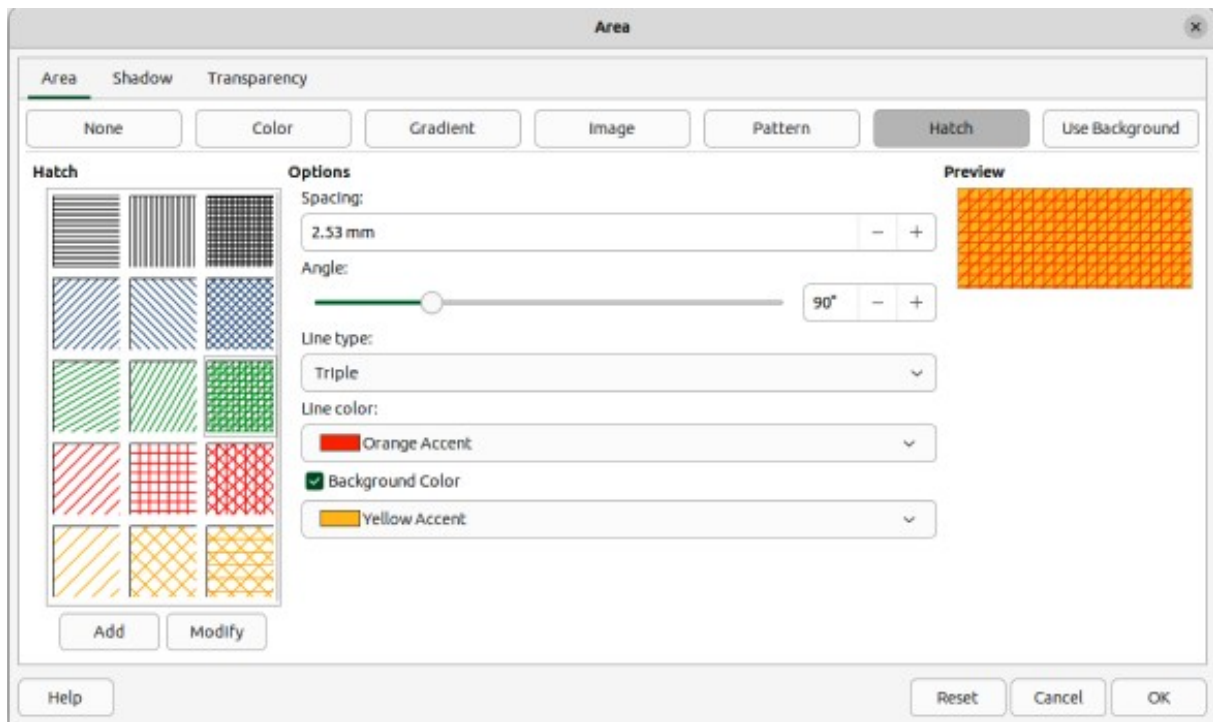 Area
Area Shadow Transparency
None Color Gradient Image Pattern Hatch Use Background
Hatch Options Preview
Spacing:
2.53 mm
Angle:
90°
Line type:
Triple
Line color:
Orange Accent
Background Color
Yellow Accent
Add Modify
Help Reset Cancel OK